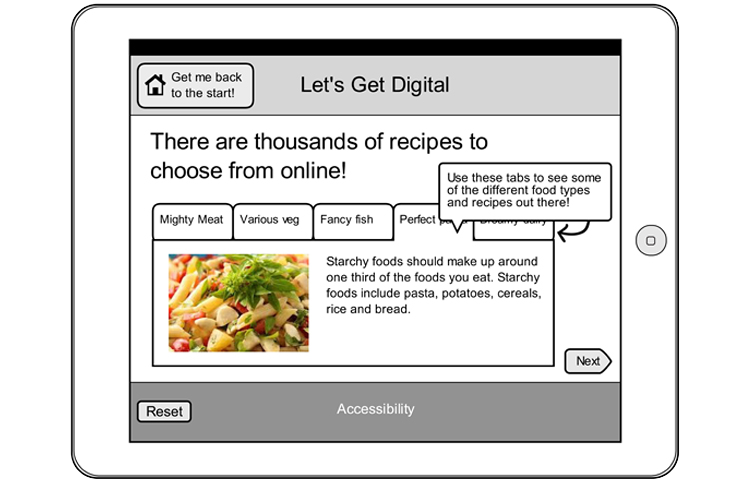 Get me back
to the start!
Let's Get Digital
There are thousands of recipes to
choose from online!
Use these tabs to see some
of the different food types
and recipes out there!
Mighty Meat
Various veg
Fancy fish
Perfect
Starchy foods should make up around
one third of the foods you eat. Starchy
foods include pasta, potatoes, cereals,
rice and bread.
Next
Reset
Accessibility